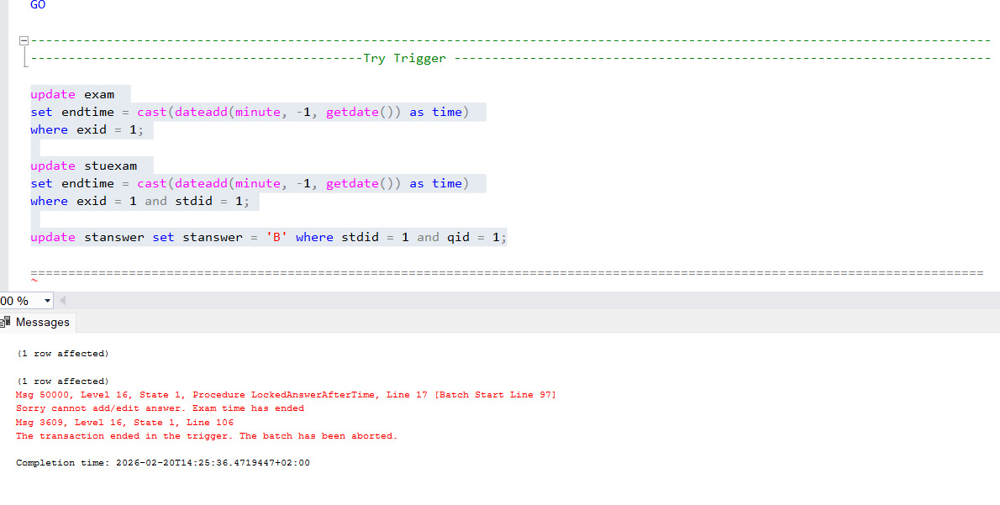 GO
--------------------------------------------------------------------------------------------------------------------------------
--------------------------------------------Try Trigger -----------------------------------------------------------------------
update exam
set endtime = cast(dateadd(minute, -1, getdate()) as time)
where exid = 1;
update stuexam
set endtime = cast(dateadd(minute, -1, getdate()) as time)
where exid = 1 and stdid = 1;
update stanswer set stanswer = 'B' where stdid = 1 and qid = 1;
==============================================================================================================================
00 %
Messages
(1 row affected)
(1 row affected)
Msg 50000, Level 16, State 1, Procedure LockedAnswerAfterTime, Line 17 [Batch Start Line 97]
Sorry cannot add/edit answer. Exam time has ended
Msg 3609, Level 16, State 1, Line 106
The transaction ended in the trigger. The batch has been aborted.
Completion time: 2026-02-20T14:25:36.4719447+02:00